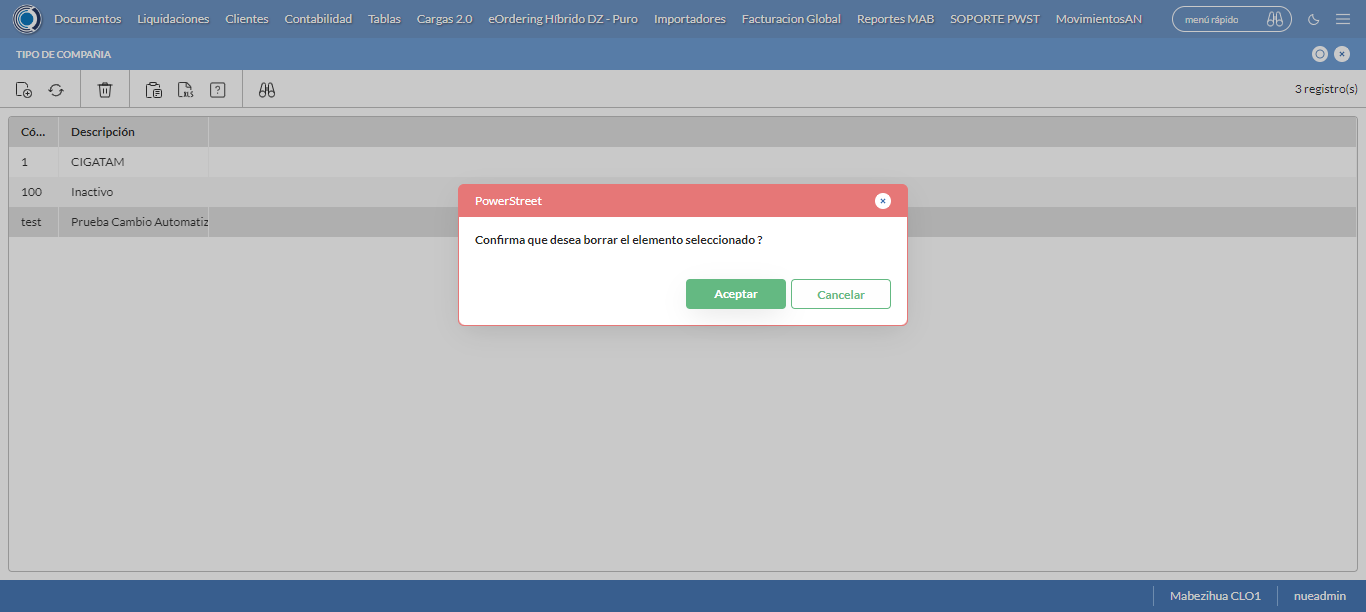 Documentos Liquidaciones Clientes Contabilidad Tablas Cargas 2.0 eOrdering Híbrido DZ - Puro Importadores Facturacion Global Reportes MAB SOPORTE PWST MovimientosAN menú rápido
TIPO DE COMPAÑIA
XLS ? 3 registro(s)
Có... Descripción
1 CIGATAM
100 Inactivo
test Prueba Cambio Automatiz
PowerStreet
Confirma que desea borrar el elemento seleccionado ?
Aceptar Cancelar
Mabezihua CLO1 nueadmin